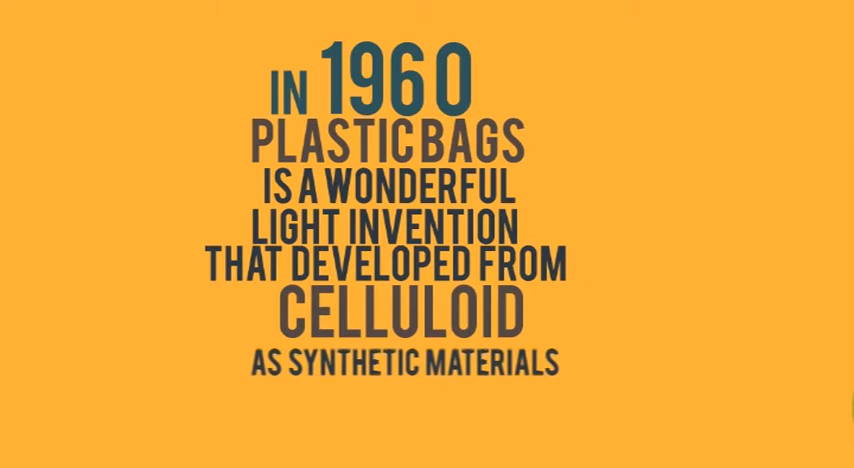 IN 1960
PLASTIC BAGS
IS A WONDERFUL
LIGHT INVENTION
THAT DEVELOPED FROM
CELLULOID
AS SYNTHETIC MATERIALS